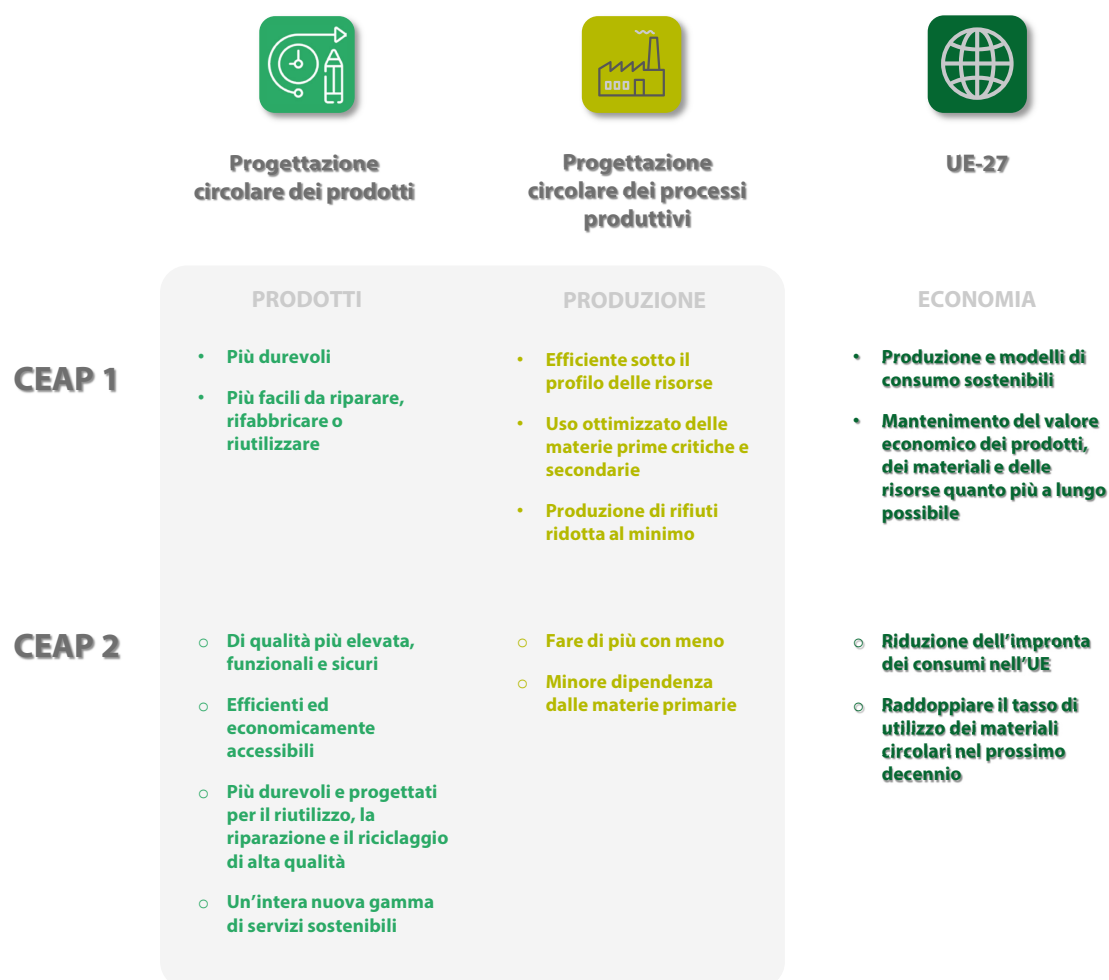 Progettazione
circolare dei prodotti
Progettazione
circolare dei processi
produttivi
UE-27
PRODOTTI
PRODUZIONE
ECONOMIA
CEAP 1
• Più durevoli
• Più facili da riparare,
rifabbricare o
riutilizzare
• Efficiente sotto il
profilo delle risorse
• Uso ottimizzato delle
materie prime critiche e
secondarie
• Produzione di rifiuti
ridotta al minimo
• Produzione e modelli di
consumo sostenibili
• Mantenimento del valore
economico dei prodotti,
dei materiali e delle
risorse quanto più a lungo
possibile
CEAP 2
o Di qualità più elevata,
funzionali e sicuri
o Efficienti ed
economicamente
accessibili
o Più durevoli e progettati
per il riutilizzo, la
riparazione e il riciclaggio
di alta qualità
o Un’intera nuova gamma
di servizi sostenibili
o Fare di più con meno
o Minore dipendenza
dalle materie primarie
o Riduzione dell’impronta
dei consumi nell’UE
o Raddoppiare il tasso di
utilizzo dei materiali
circolari nel prossimo
decennio